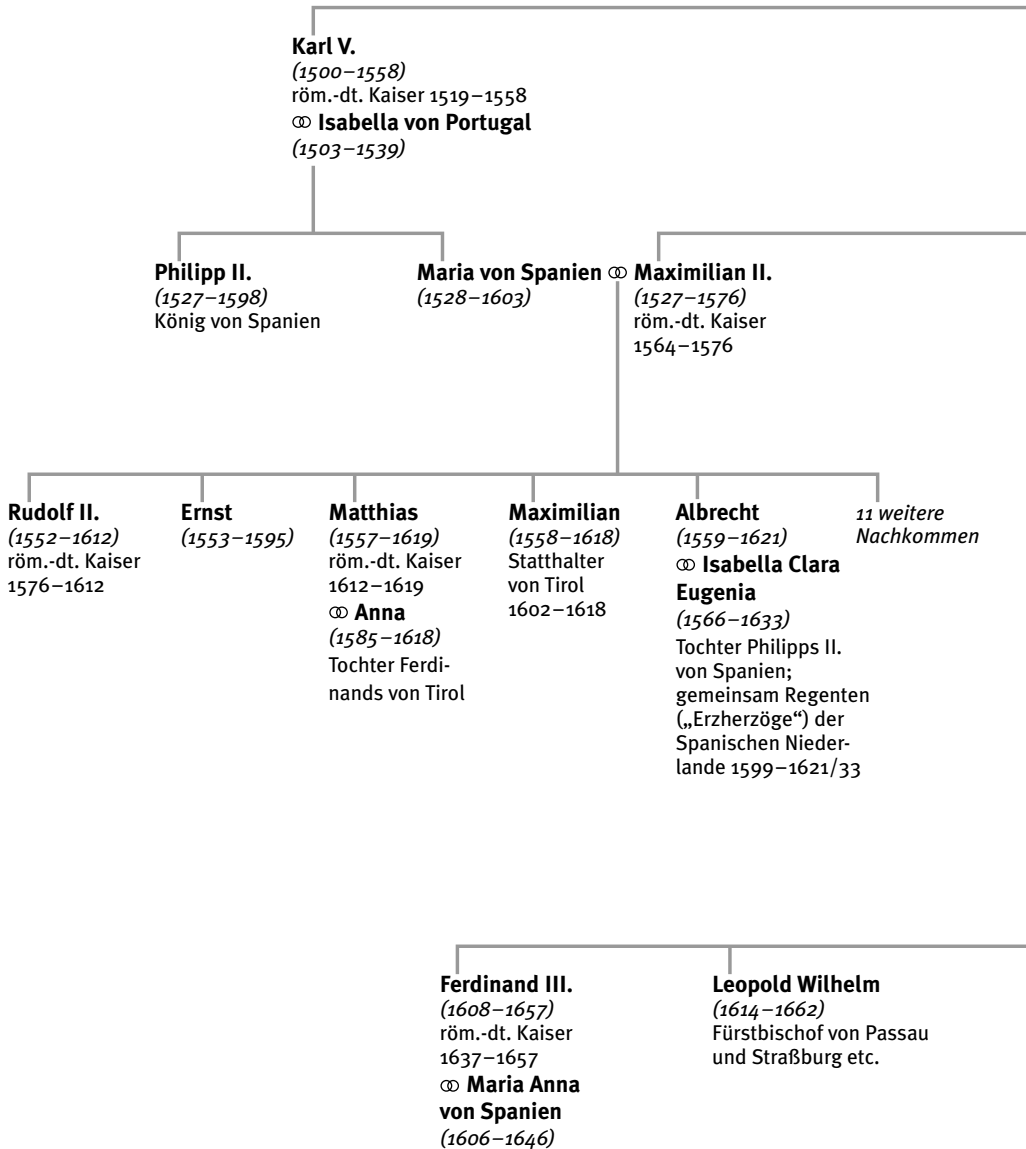 Karl V.
(1500–1558)
röm.-dt. Kaiser 1519–1558
⚭ Isabella von Portugal
(1503–1539)
Philipp II.
(1527–1598)
König von Spanien
Maria von Spanien ⚭ Maximilian II.
(1528–1603)
(1527–1576)
röm.-dt. Kaiser
1564–1576
Rudolf II.
(1552–1612)
röm.-dt. Kaiser
1576–1612
Ernst
(1553–1595)
Matthias
(1557–1619)
röm.-dt. Kaiser
1612–1619
⚭ Anna
(1585–1618)
Tochter Ferdi-
nands von Tirol
Maximilian
(1558–1618)
Statthalter
von Tirol
1602–1618
Albrecht
(1559–1621)
⚭ Isabella Clara
Eugenia
(1566–1633)
Tochter Philipps II.
von Spanien;
gemeinsam Regenten
(„Erzherzöge“) der
Spanischen Nieder-
lande 1599–1621/33
11 weitere
Nachkommen
Ferdinand III.
(1608–1657)
röm.-dt. Kaiser
1637–1657
⚭ Maria Anna
von Spanien
(1606–1646)
Leopold Wilhelm
(1614–1662)
Fürstbischof von Passau
und Straßburg etc.